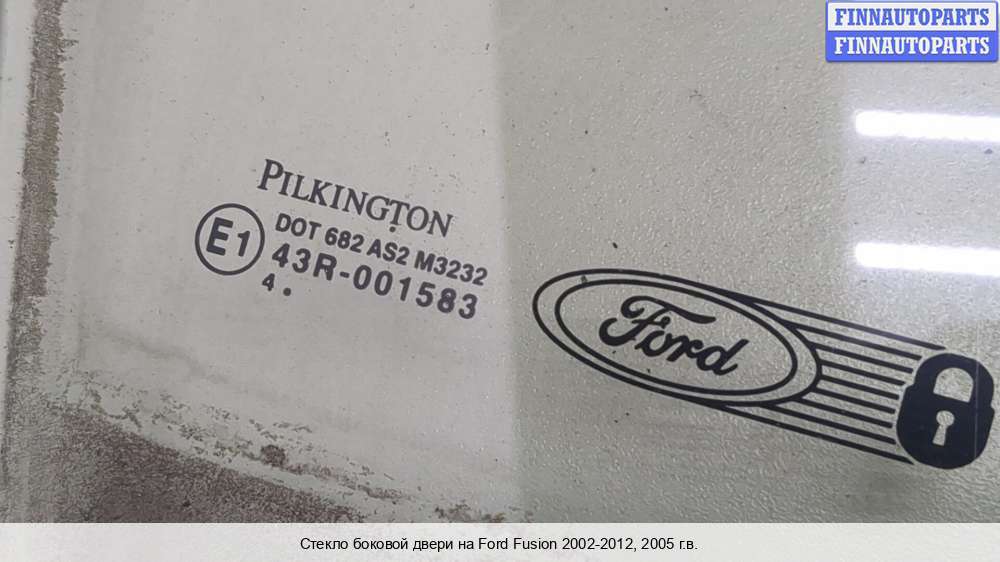 FINNAUTOPARTS
FINNAUTOPARTS
PILKINGTON
E1
DOT 682 AS2 M3232
43R-001583
4 .
Ford
Стекло боковой двери на Ford Fusion 2002-2012, 2005 г.в.